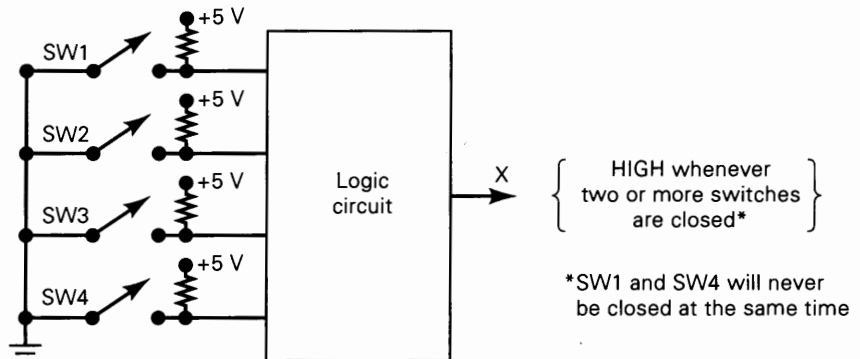 +5 V
SW1
+5 V
SW2
+5 V
SW3
+5 V
SW4
Logic
circuit
X
HIGH whenever
two or more switches
are closed*
*SW1 and SW4 will never
be closed at the same time